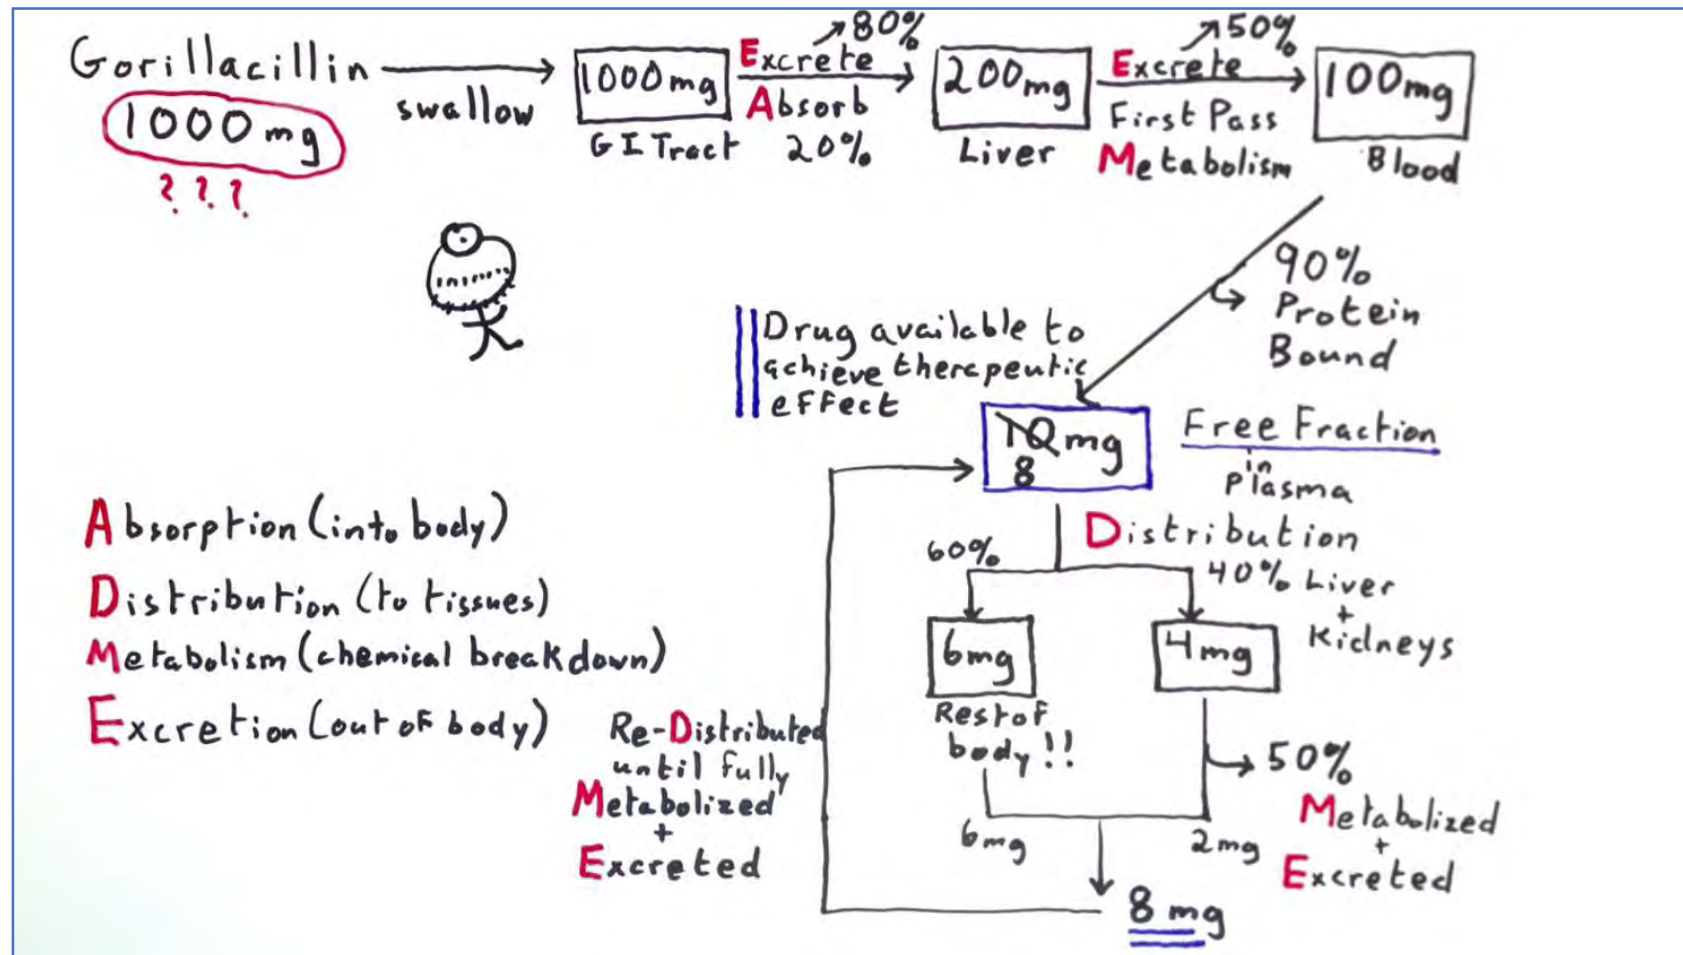 Gorillacillin
1000mg
? ? ?
swallow
1000mg
GI Tract
↗80%
Excrete
Absorb
20%
200mg
Liver
↗50%
Excrete
First Pass
Metabolism
100mg
Blood
90%
Protein
Bound
Drug available to
achieve therapeutic
effect
10mg
8
Free Fraction
in
plasma
Distribution
60%
40% Liver
+
Kidneys
6mg
Rest of
body!!
4mg
50%
Metabolized
+
Excreted
6mg
2mg
8mg
Absorption (into body)
Distribution (to tissues)
Metabolism (chemical breakdown)
Excretion (out of body)
Re-Distributed
until fully
Metabolized
+
Excreted